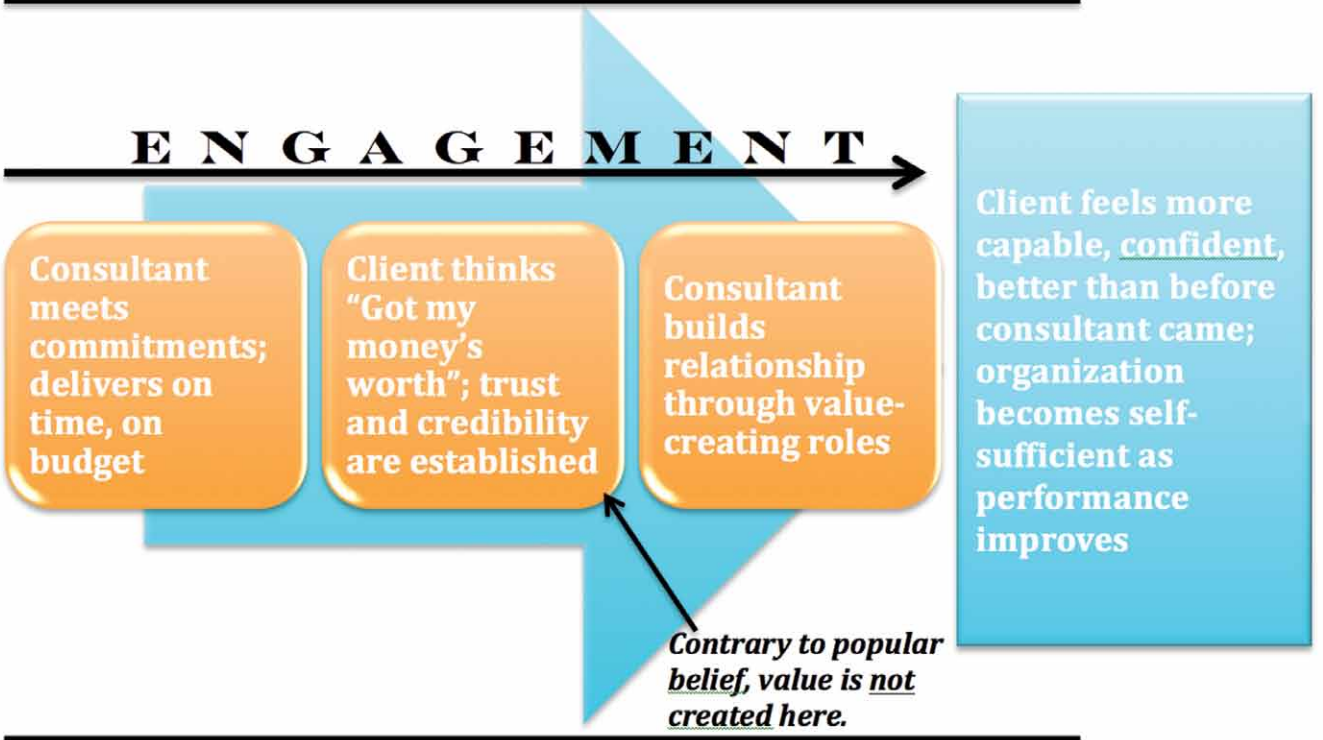 E N G A G E M E N T
Consultant
meets
commitments;
delivers on
time, on
budget
Client thinks
“Got my
money’s
worth”; trust
and credibility
are established
Consultant
builds
relationship
through value-
creating roles
Client feels more
capable, confident,
better than before
consultant came;
organization
becomes self-
sufficient as
performance
improves
Contrary to popular
belief, value is not
created here.